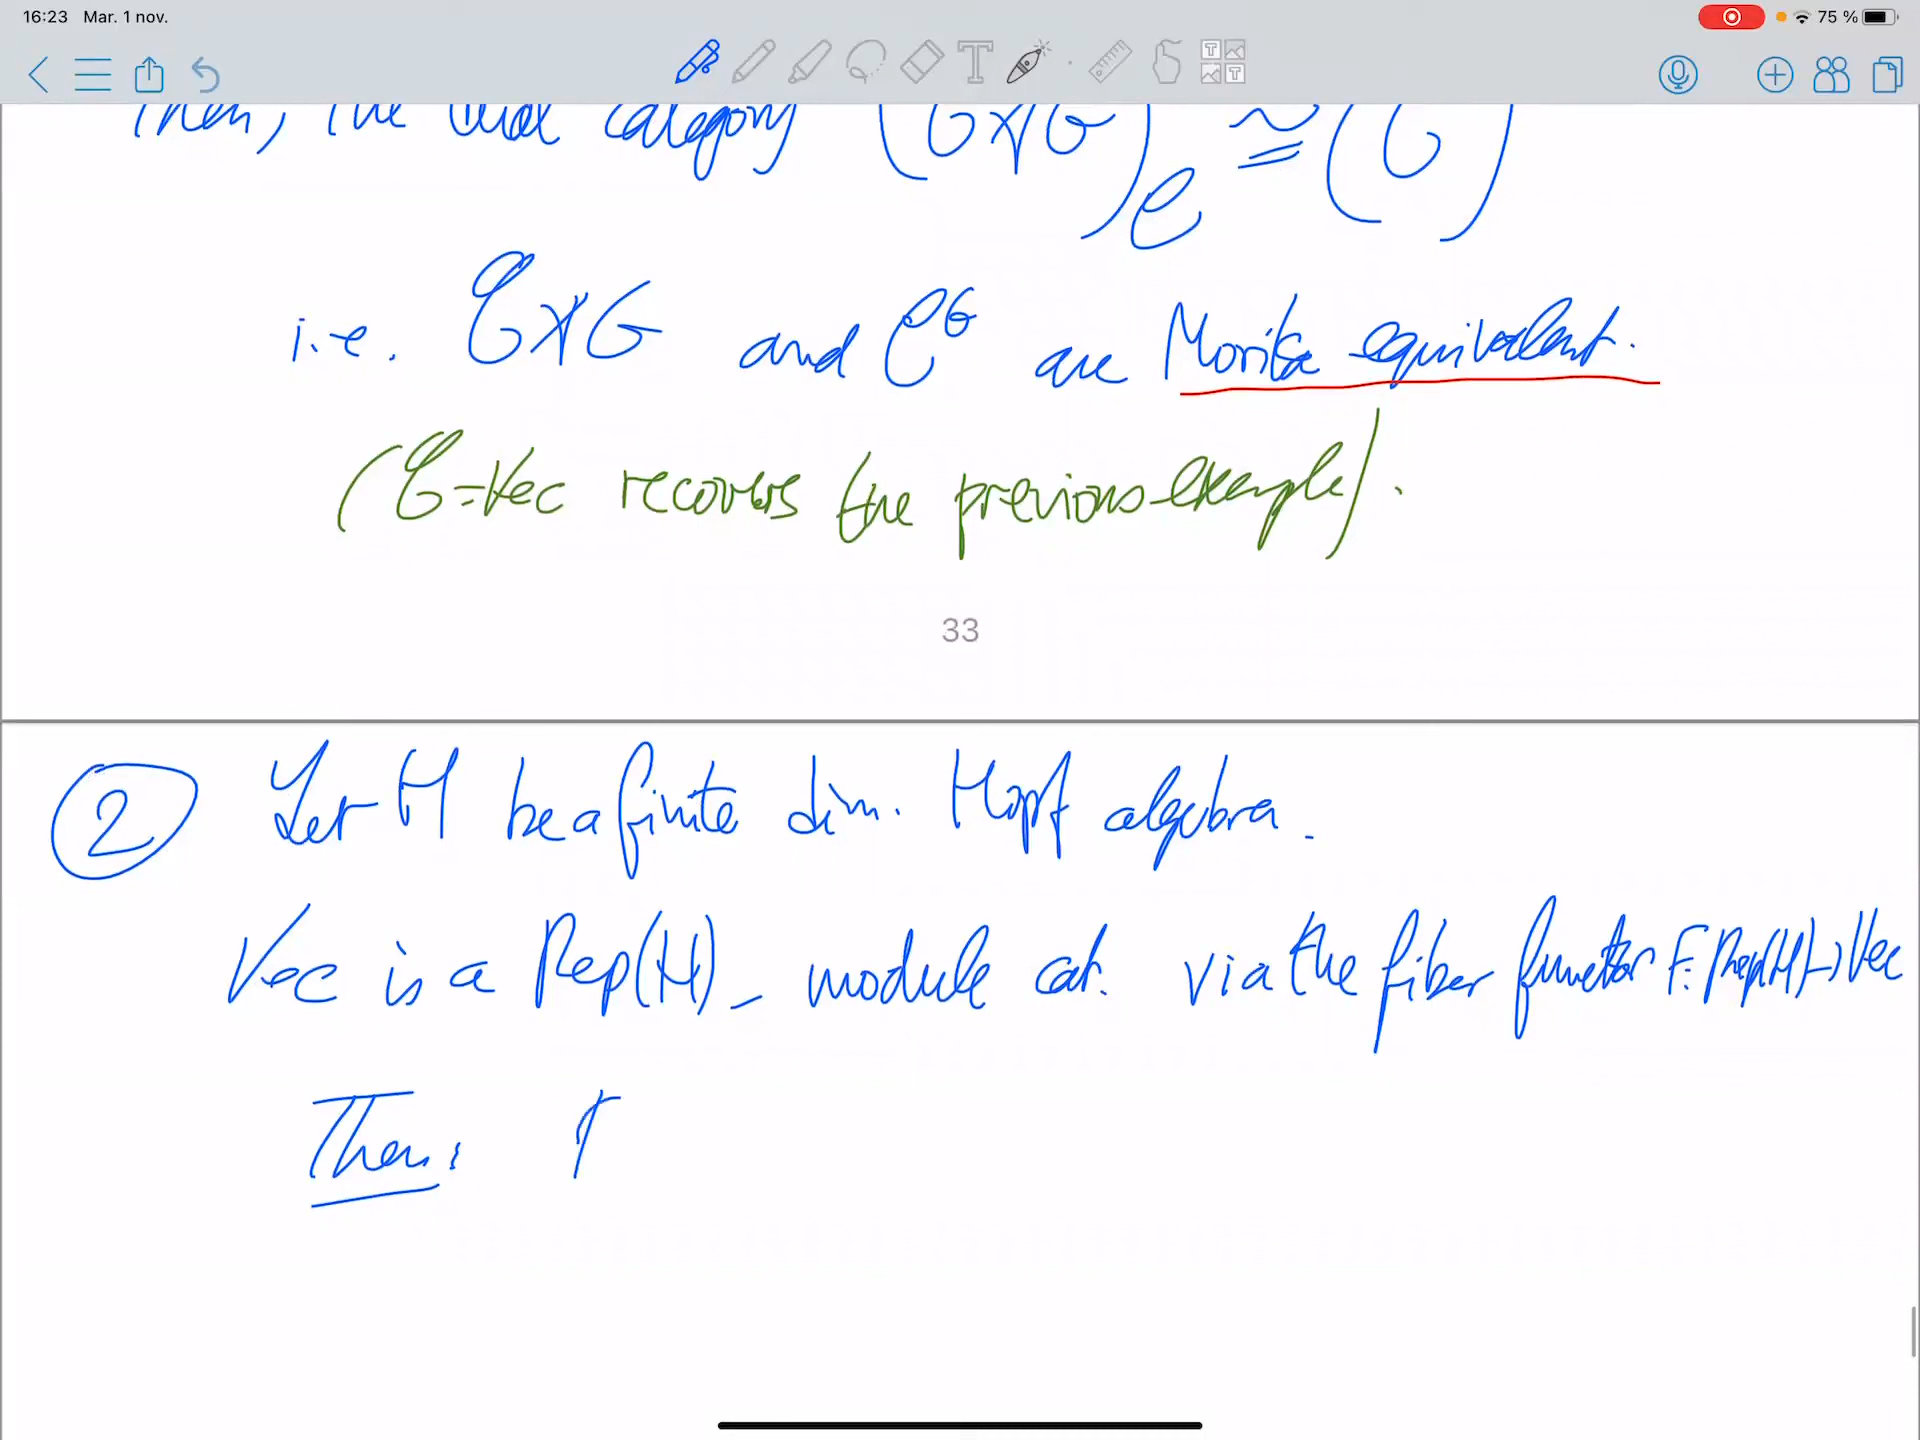 16:23 Mar. 1 nov. 75 %
Then, the dual category (C⋊G)_C ≅ (C )
i.e. C⋊G and C^G are Morita equivalent.
(C=Vec recovers the previous example).
33
2 Let H be a finite dim. Hopf algebra.
Vec is a Rep(H)- module cat. via the fiber functor F: Rep(H)→Vec
Then: